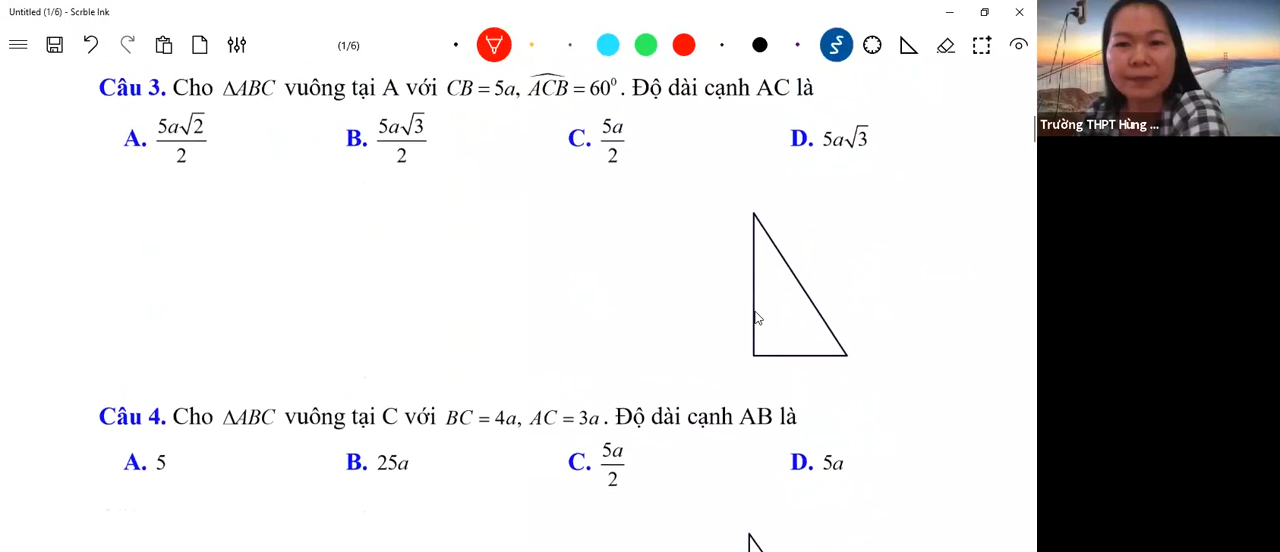 Untitled (1/6) - Scrble Ink
(1/6)
Trường THPT Hùng ...
Câu 3. Cho ΔABC vuông tại A với CB = 5a, \widehat{ACB} = 60⁰. Độ dài cạnh AC là
A. 5a√2/2 B. 5a√3/2 C. 5a/2 D. 5a√3
Câu 4. Cho ΔABC vuông tại C với BC = 4a, AC = 3a. Độ dài cạnh AB là
A. 5 B. 25a C. 5a/2 D. 5a